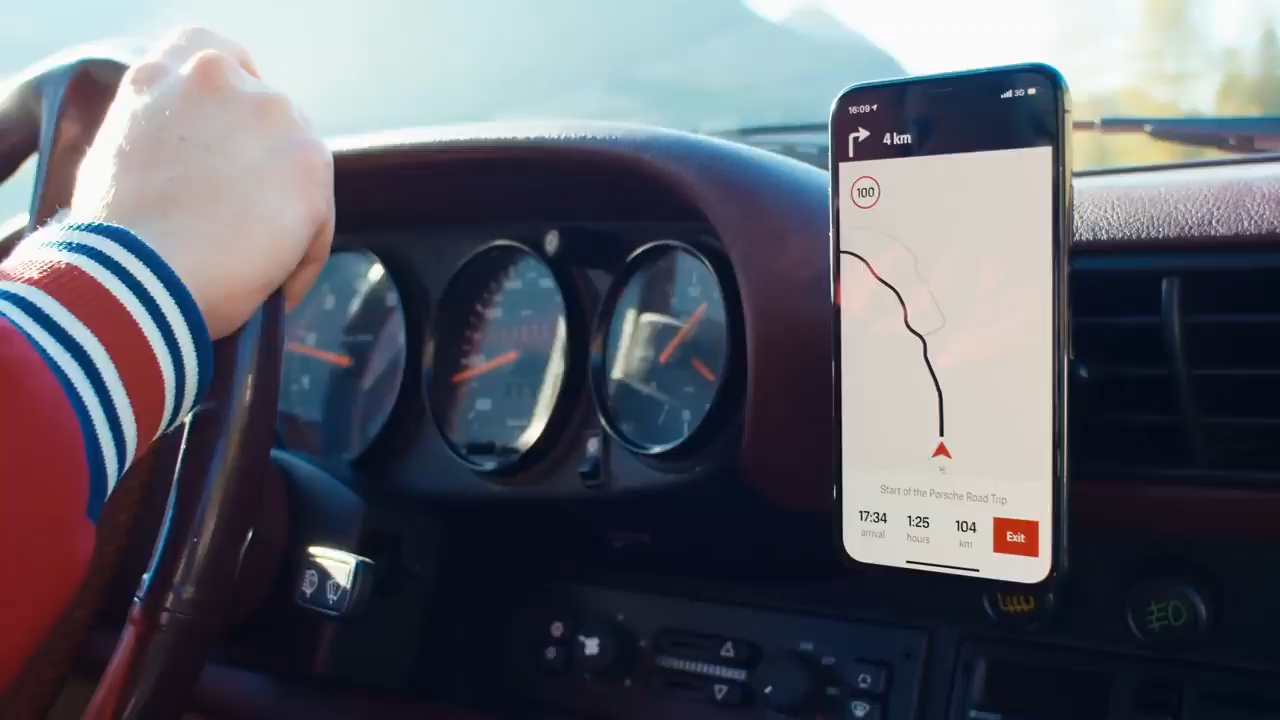 16:09
3G
4 km
100
Start of the Porsche Road Trip
17:34 1:25 104
arrival hours km
Exit